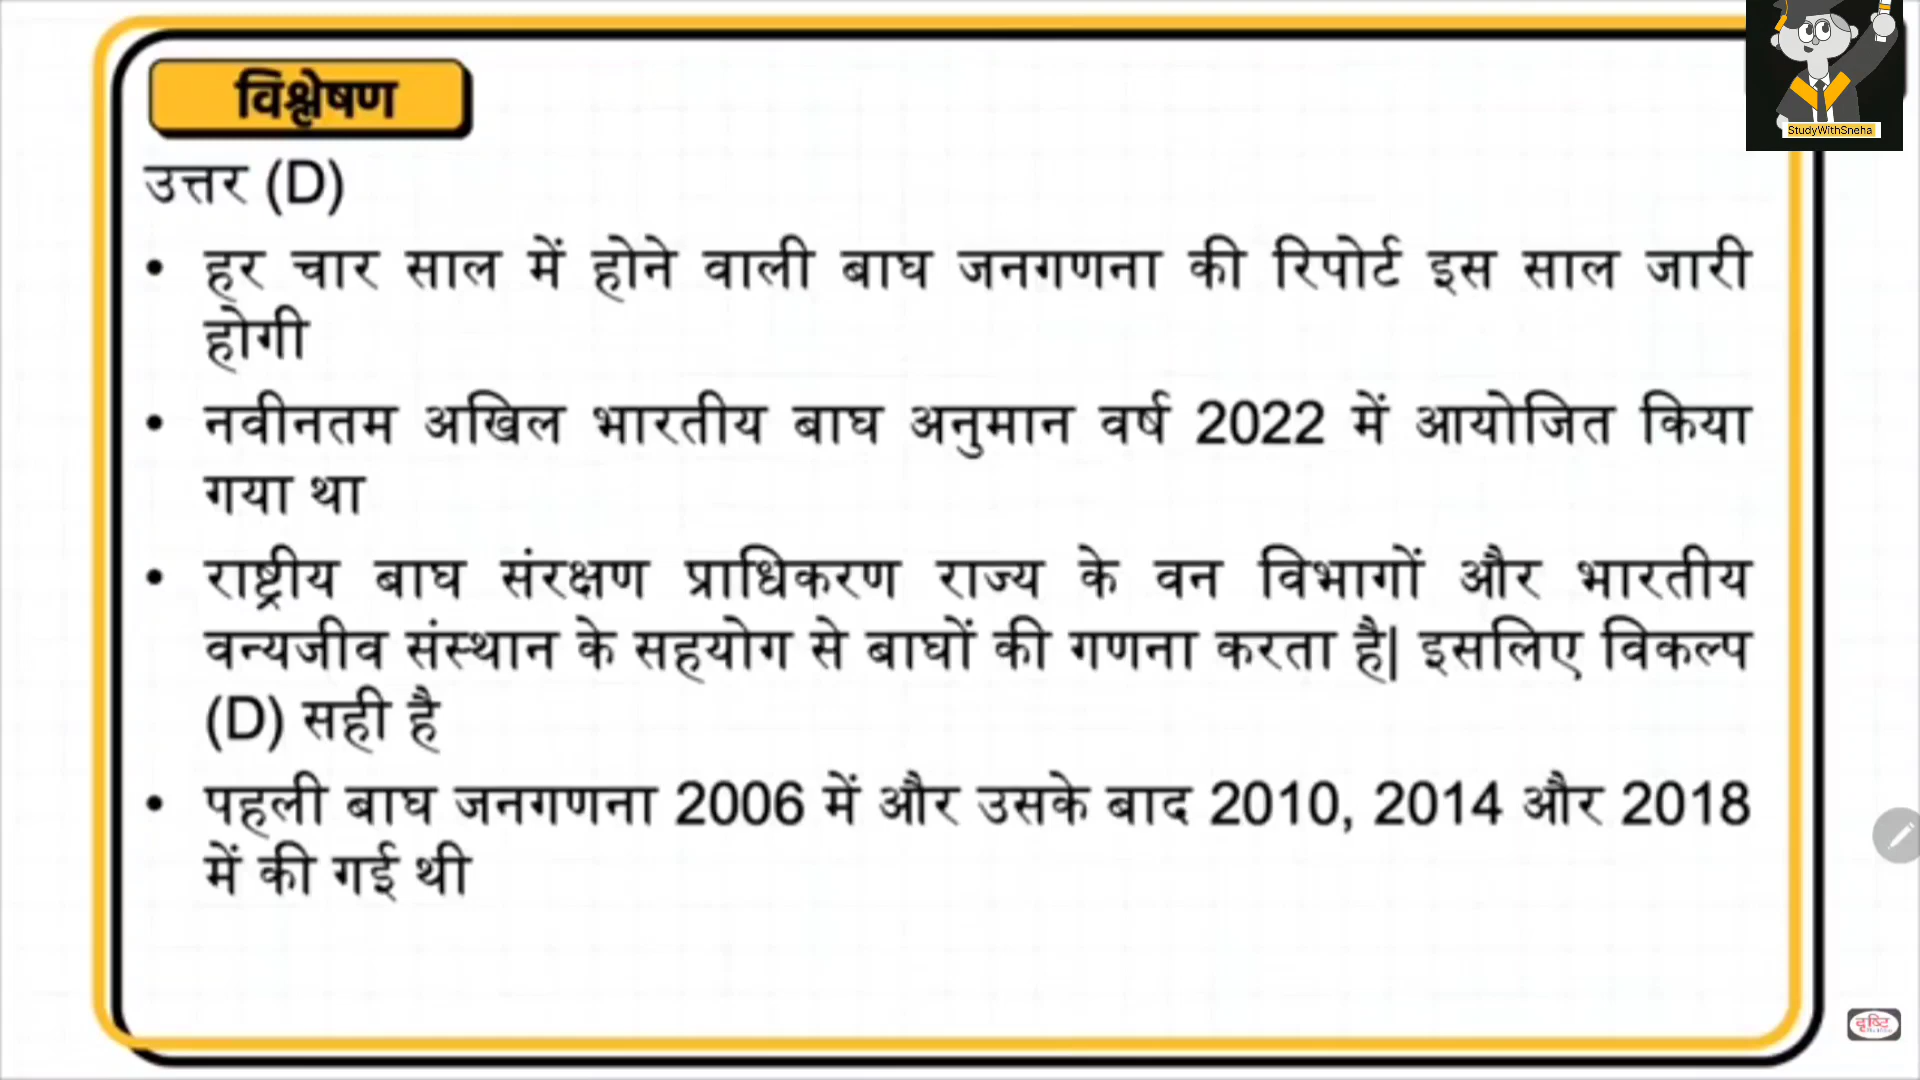 StudyWithSneha
विश्लेषण
उत्तर (D)
• हर चार साल में होने वाली बाघ जनगणना की रिपोर्ट इस साल जारी
होगी
• नवीनतम अखिल भारतीय बाघ अनुमान वर्ष 2022 में आयोजित किया
गया था
• राष्ट्रीय बाघ संरक्षण प्राधिकरण राज्य के वन विभागों और भारतीय
वन्यजीव संस्थान के सहयोग से बाघों की गणना करता है| इसलिए विकल्प
(D) सही है
• पहली बाघ जनगणना 2006 में और उसके बाद 2010, 2014 और 2018
में की गई थी
दृष्टि